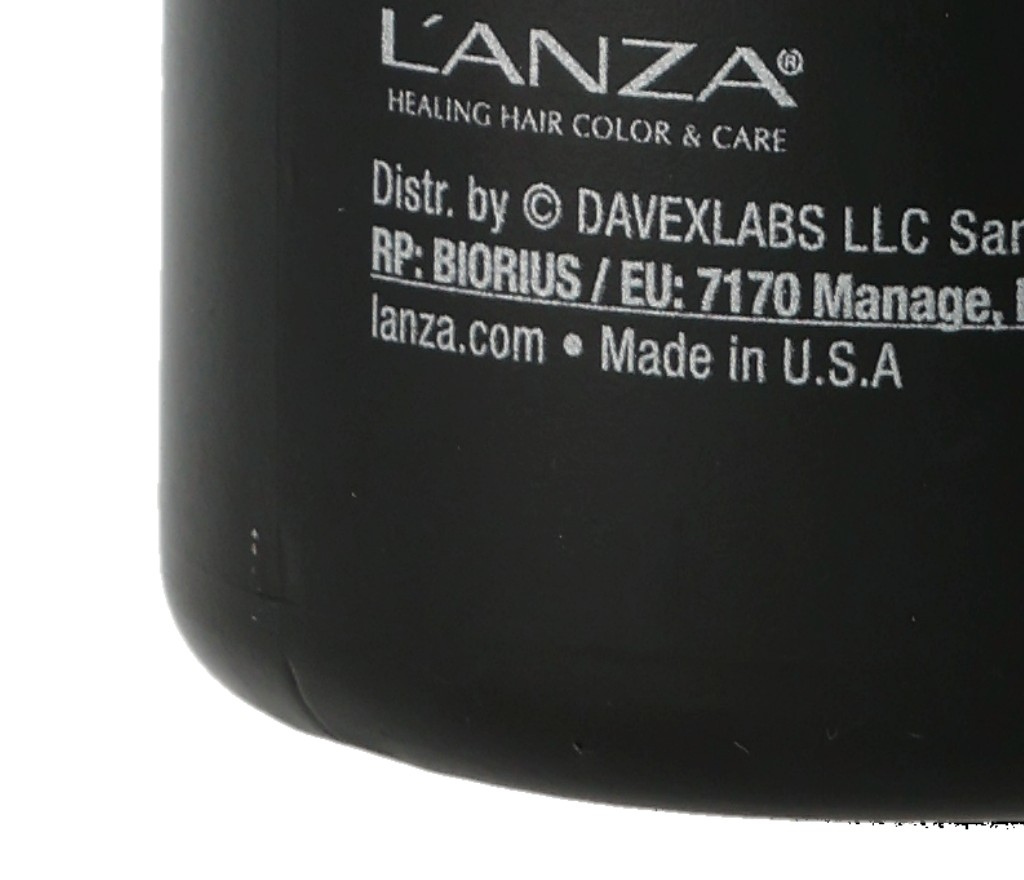 L'ANZA®
HEALING HAIR COLOR & CARE
Distr. by © DAVEXLABS LLC
RP: BIORIUS / EU: 7170 Manage,
lanza.com • Made in U.S.A